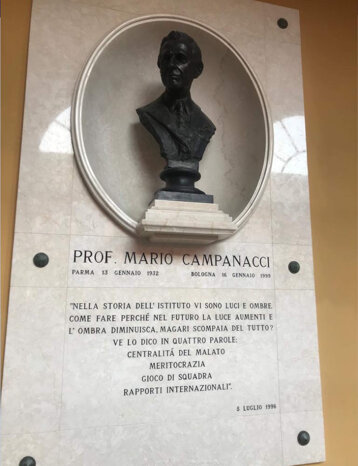 PROF. MARIO CAMPANACCI
PARMA 13 GENNAIO 1932 BOLOGNA 16 GENNAIO 1999
"NELLA STORIA DELL' ISTITUTO VI SONO LUCI E OMBRE.
COME FARE PERCHÉ NEL FUTURO LA LUCE AUMENTI E
L' OMBRA DIMINUISCA, MAGARI SCOMPAIA DEL TUTTO?
VE LO DICO IN QUATTRO PAROLE:
CENTRALITÁ DEL MALATO
MERITOCRAZIA
GIOCO DI SQUADRA
RAPPORTI INTERNAZIONALI".
5 LUGLIO 1996